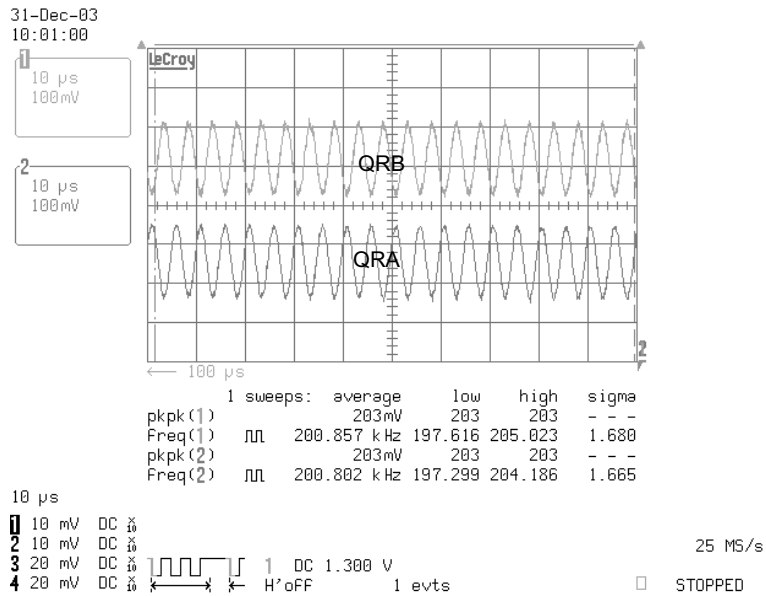 31-Dec-03
10:01:00
LeCroy
1
10 µs
100mV
2
10 µs
100mV
QRB
QRA
2
← 100 µs
1 sweeps: average low high sigma
pkpk(1) 203mV 203 203 - - -
freq(1) 200.857 kHz 197.616 205.023 1.680
pkpk(2) 203mV 203 203 - - -
freq(2) 200.802 kHz 197.299 204.186 1.665
10 µs
1 10 mV DC X10
2 10 mV DC X10
3 20 mV DC X10
4 20 mV DC X10
1 DC 1.300 V
H'off 1 evts
25 MS/s
STOPPED